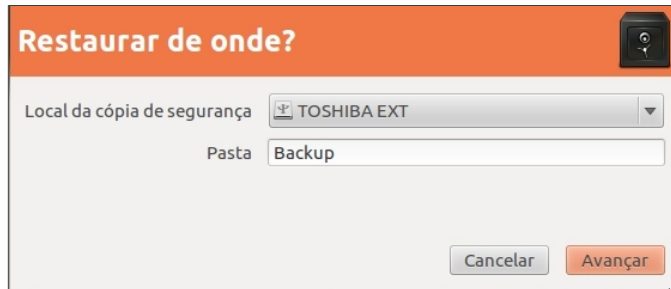 Restaurar de onde?
Local da cópia de segurança TOSHIBA EXT
Pasta Backup
Cancelar Avançar